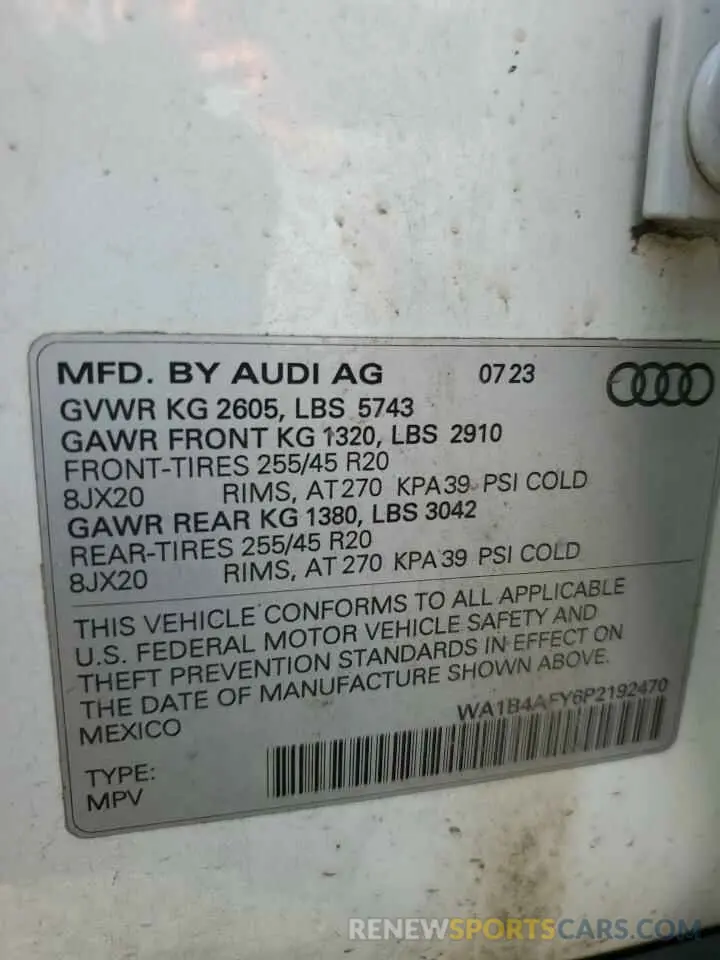 MFD. BY AUDI AG 07 23
GVWR KG 2605, LBS 5743
GAWR FRONT KG 1320, LBS 2910
FRONT-TIRES 255/45 R20
8JX20 RIMS, AT 270 KPA 39 PSI COLD
GAWR REAR KG 1380, LBS 3042
REAR-TIRES 255/45 R20
8JX20 RIMS, AT 270 KPA 39 PSI COLD
THIS VEHICLE CONFORMS TO ALL APPLICABLE
U.S. FEDERAL MOTOR VEHICLE SAFETY AND
THEFT PREVENTION STANDARDS IN EFFECT ON
THE DATE OF MANUFACTURE SHOWN ABOVE.
MEXICO WA1B4AFY6P2192470
TYPE:
MPV
RENEWSPORTSCARS.COM